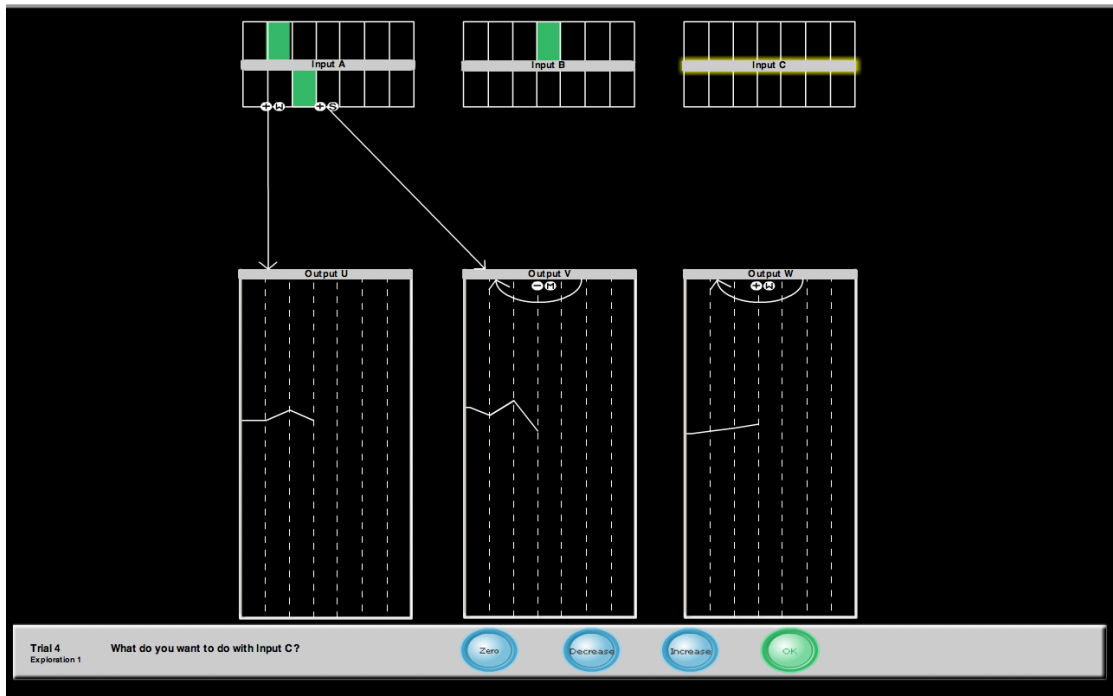 Input A
Input B
Input C
+ W
+ S
Output U
Output V
Output W
− M
+ W
Trial 4
What do you want to do with Input C?
Exploration 1
Zero
Decrease
Increase
OK